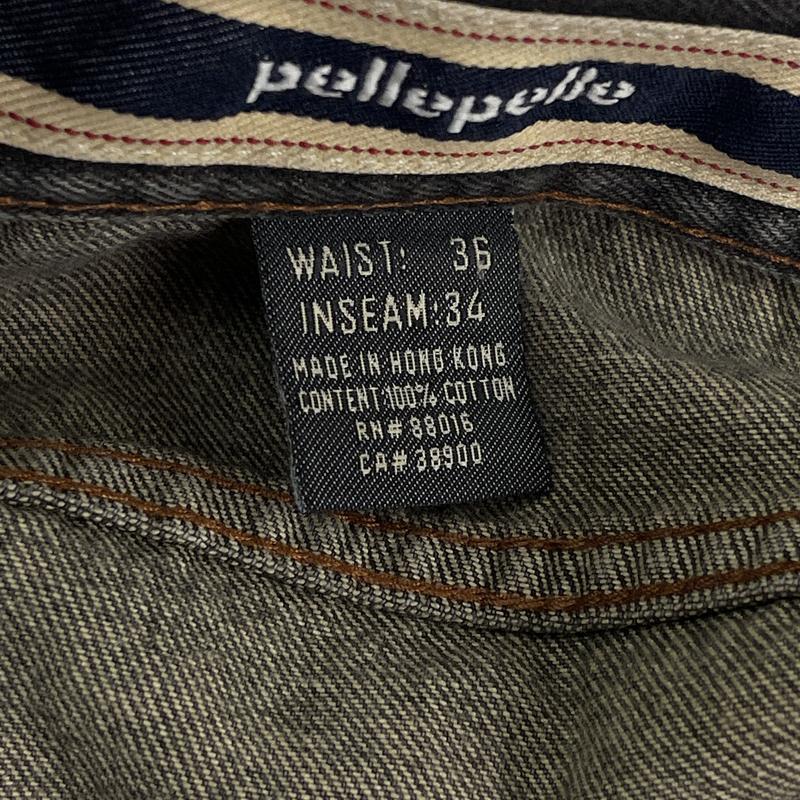 pellepelle
WAIST: 36
INSEAM:34
MADE IN HONG KONG
CONTENT:100% COTTON
RN# 88016
CA# 38900